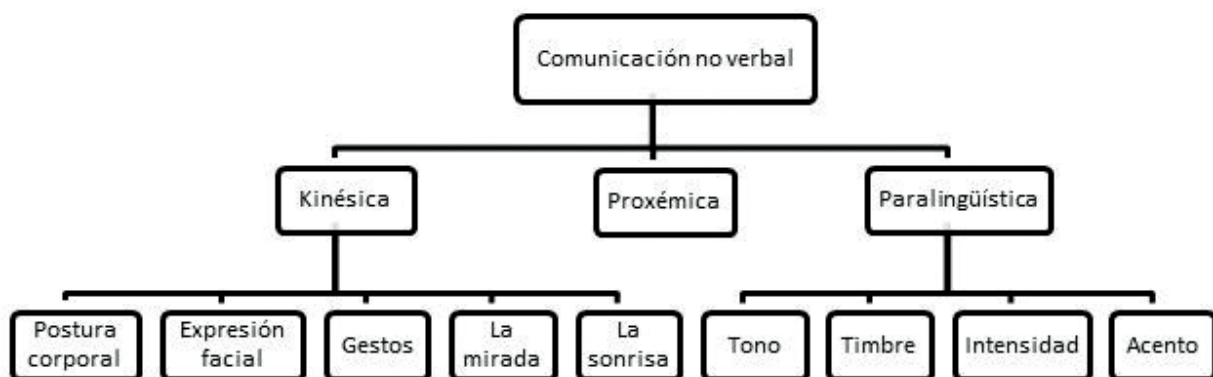 Comunicación no verbal
Kinésica
Proxémica
Paralingüística
Postura
corporal
Expresión
facial
Gestos
La
mirada
La
sonrisa
Tono
Timbre
Intensidad
Acento